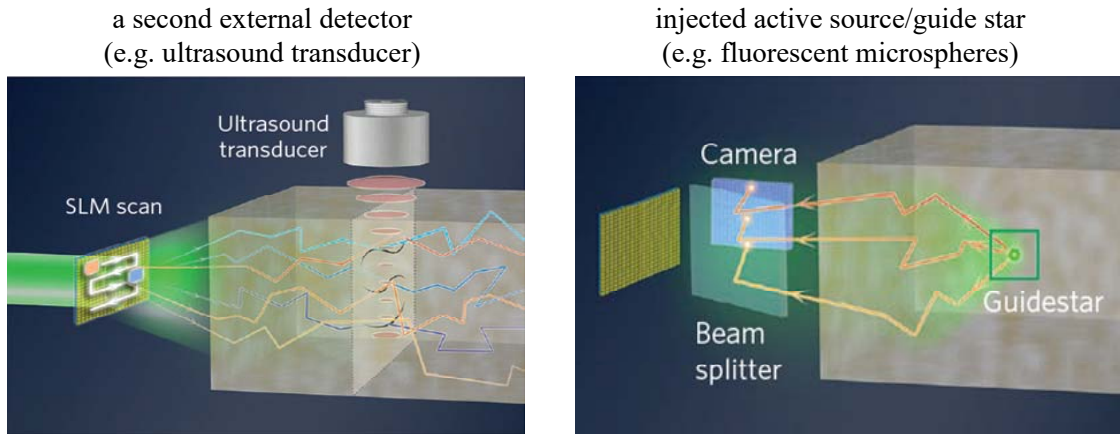 a second external detector
(e.g. ultrasound transducer)
injected active source/guide star
(e.g. fluorescent microspheres)
Ultrasound
transducer
SLM scan
Camera
Beam
splitter
Guidestar